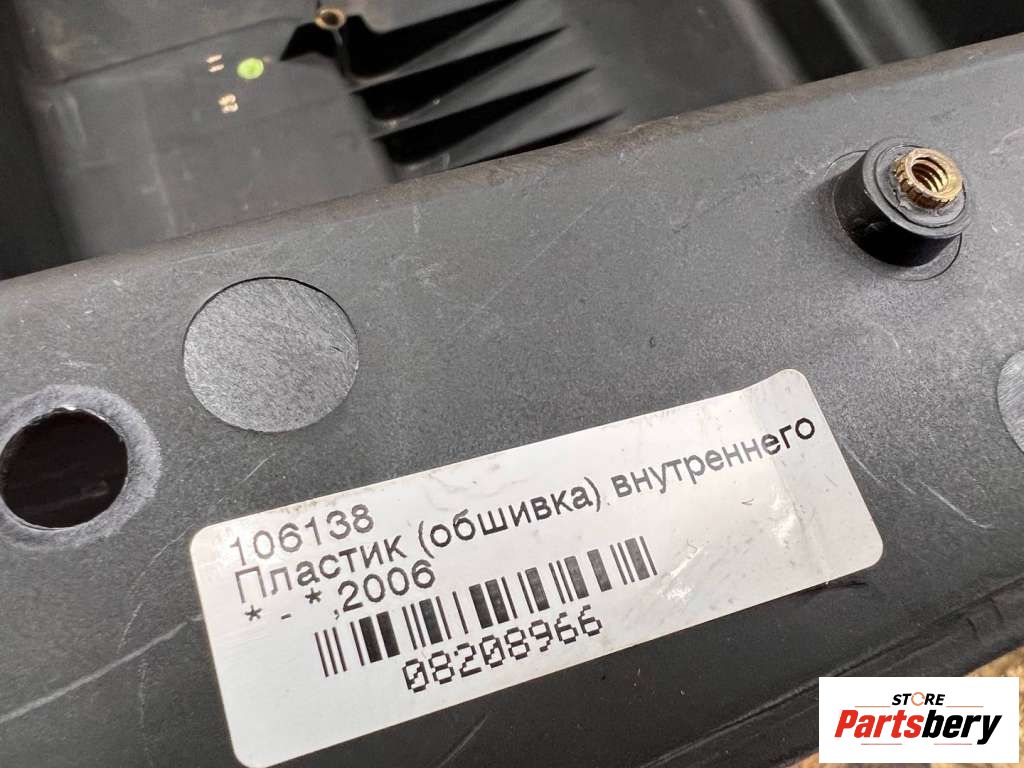 106138
Пластик (обшивка) внутреннего
* - *,2006
08208966
STORE
Partsbery